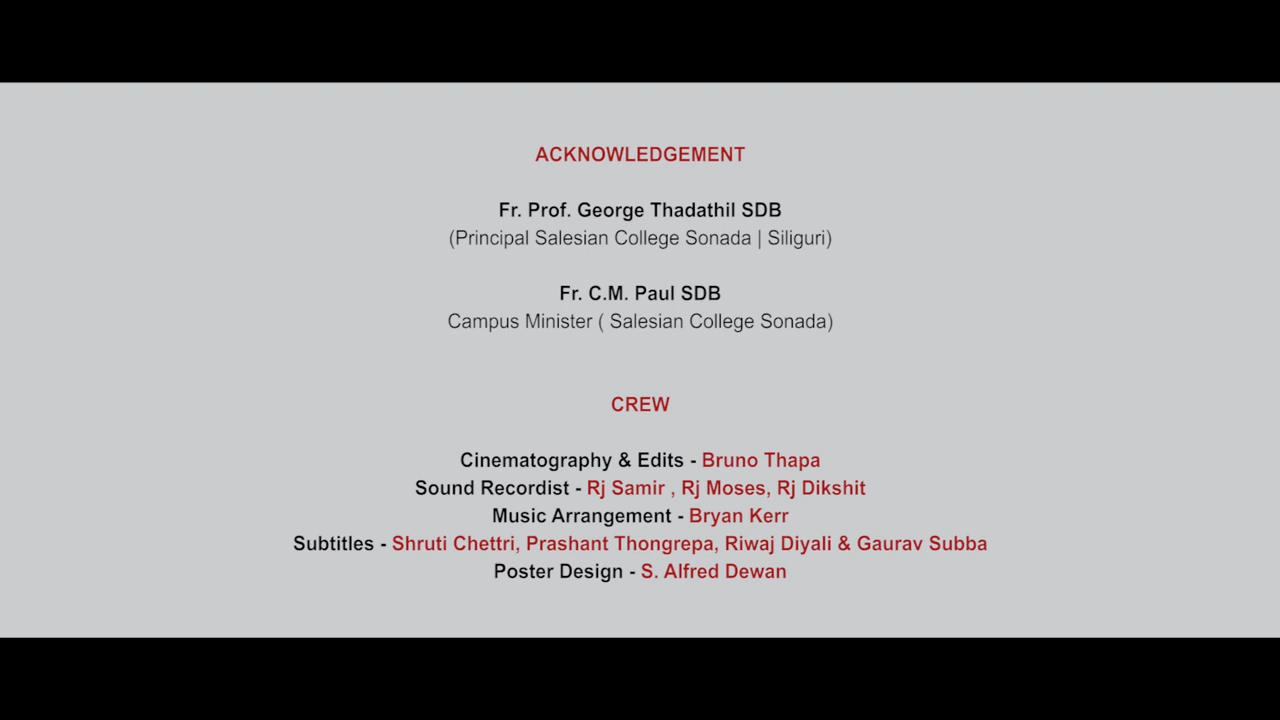 ACKNOWLEDGEMENT
Fr. Prof. George Thadathil SDB
(Principal Salesian College Sonada | Siliguri)
Fr. C.M. Paul SDB
Campus Minister ( Salesian College Sonada)
CREW
Cinematography & Edits - Bruno Thapa
Sound Recordist - Rj Samir , Rj Moses, Rj Dikshit
Music Arrangement - Bryan Kerr
Subtitles - Shruti Chettri, Prashant Thongrepa, Riwaj Diyali & Gaurav Subba
Poster Design - S. Alfred Dewan